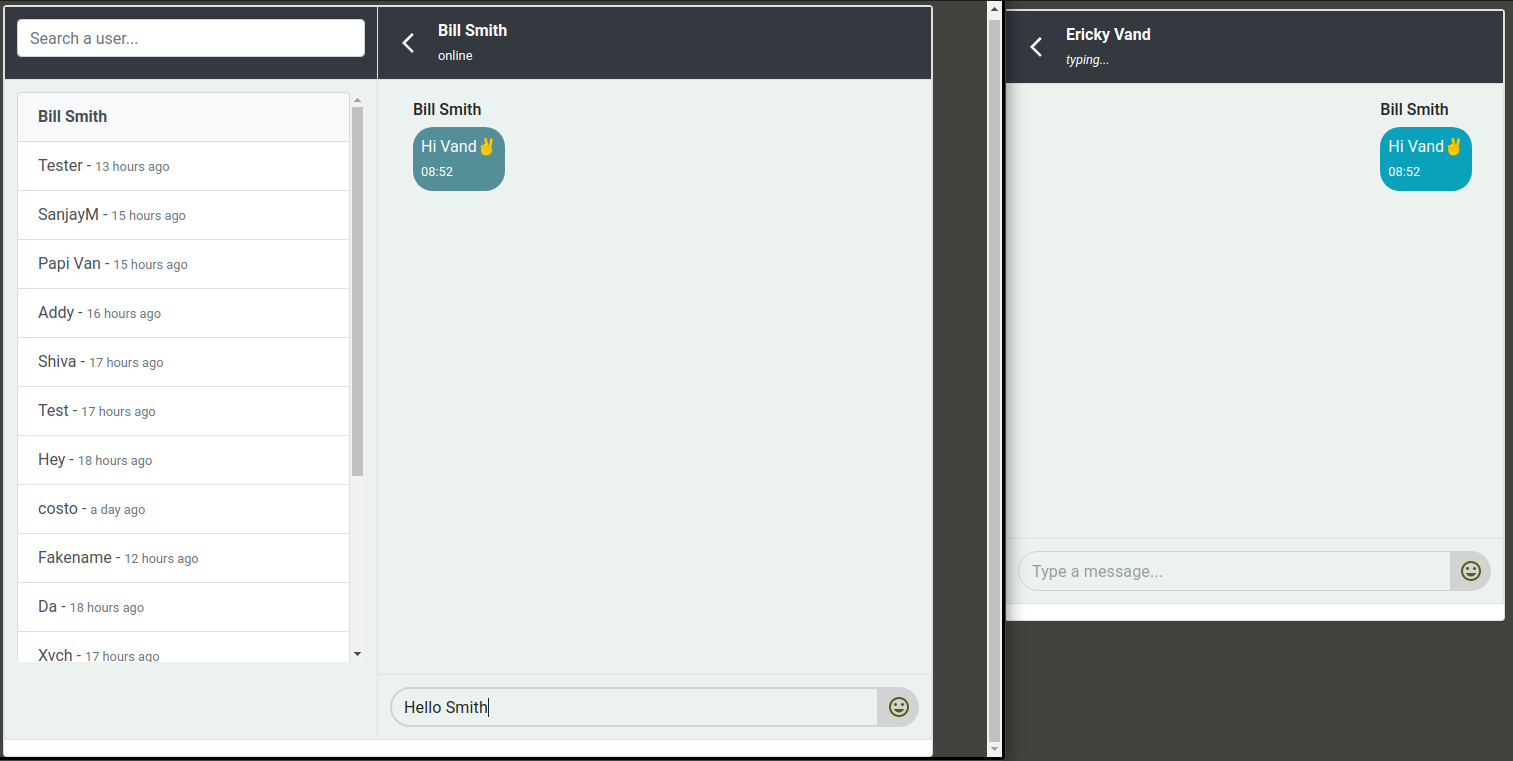 Search a user...
Bill Smith
Tester - 13 hours ago
SanjayM - 15 hours ago
Papi Van - 15 hours ago
Addy - 16 hours ago
Shiva - 17 hours ago
Test - 17 hours ago
Hey - 18 hours ago
costo - a day ago
Fakename - 12 hours ago
Da - 18 hours ago
Xvch - 17 hours ago
Bill Smith
online
Bill Smith
Hi Vand✌
08:52
Hello Smith
Ericky Vand
typing...
Bill Smith
Hi Vand✌
08:52
Type a message...